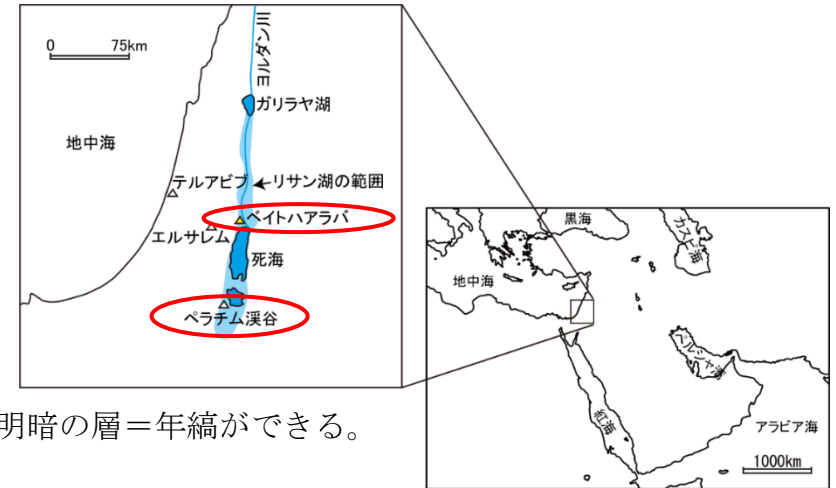 0 75km
ヨルダン川
ガリラヤ湖
地中海
テルアビブ
リサン湖の範囲
ベイトハアラバ
エルサレム
死海
ペラチム渓谷
明暗の層＝年縞ができる。
黒海
カスピ海
地中海
ペルシャ湾
紅海
アラビア海
1000km